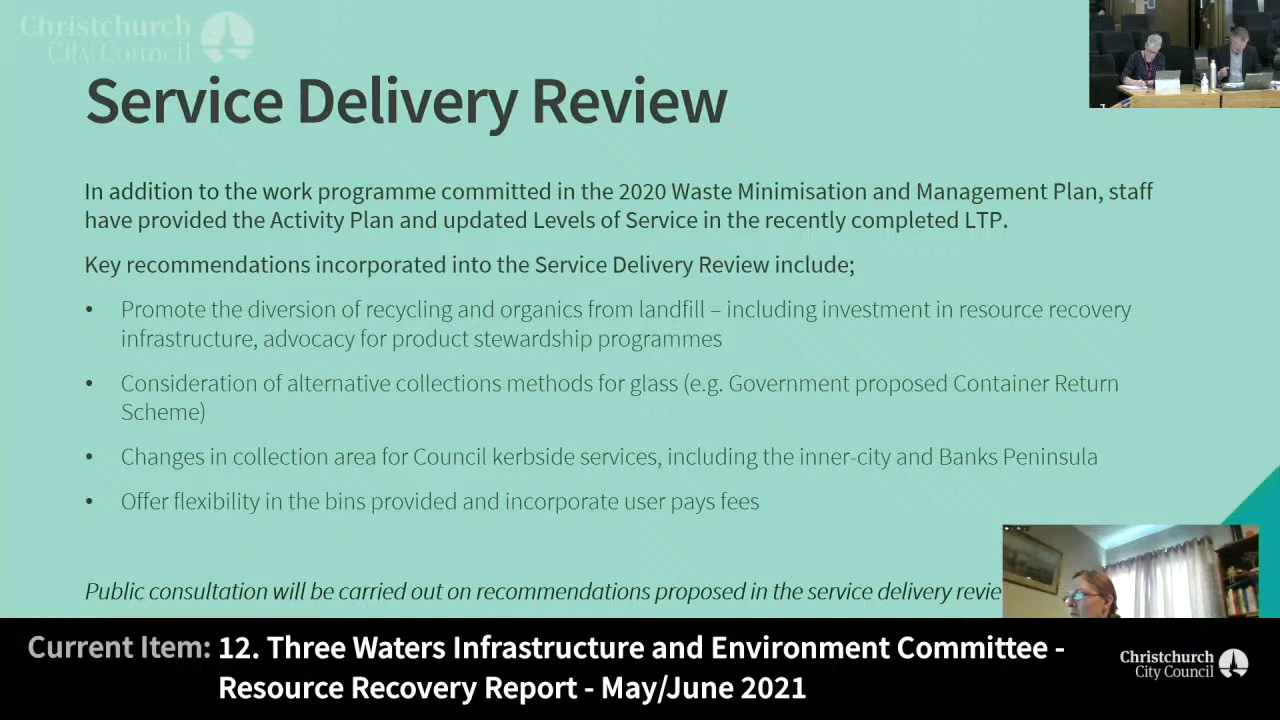 Christchurch
City Council
Service Delivery Review
In addition to the work programme committed in the 2020 Waste Minimisation and Management Plan, staff
have provided the Activity Plan and updated Levels of Service in the recently completed LTP.
Key recommendations incorporated into the Service Delivery Review include;
• Promote the diversion of recycling and organics from landfill – including investment in resource recovery
infrastructure, advocacy for product stewardship programmes
• Consideration of alternative collections methods for glass (e.g. Government proposed Container Return
Scheme)
• Changes in collection area for Council kerbside services, including the inner-city and Banks Peninsula
• Offer flexibility in the bins provided and incorporate user pays fees
Public consultation will be carried out on recommendations proposed in the service delivery revie
Current Item: 12. Three Waters Infrastructure and Environment Committee -
Resource Recovery Report - May/June 2021
Christchurch
City Council